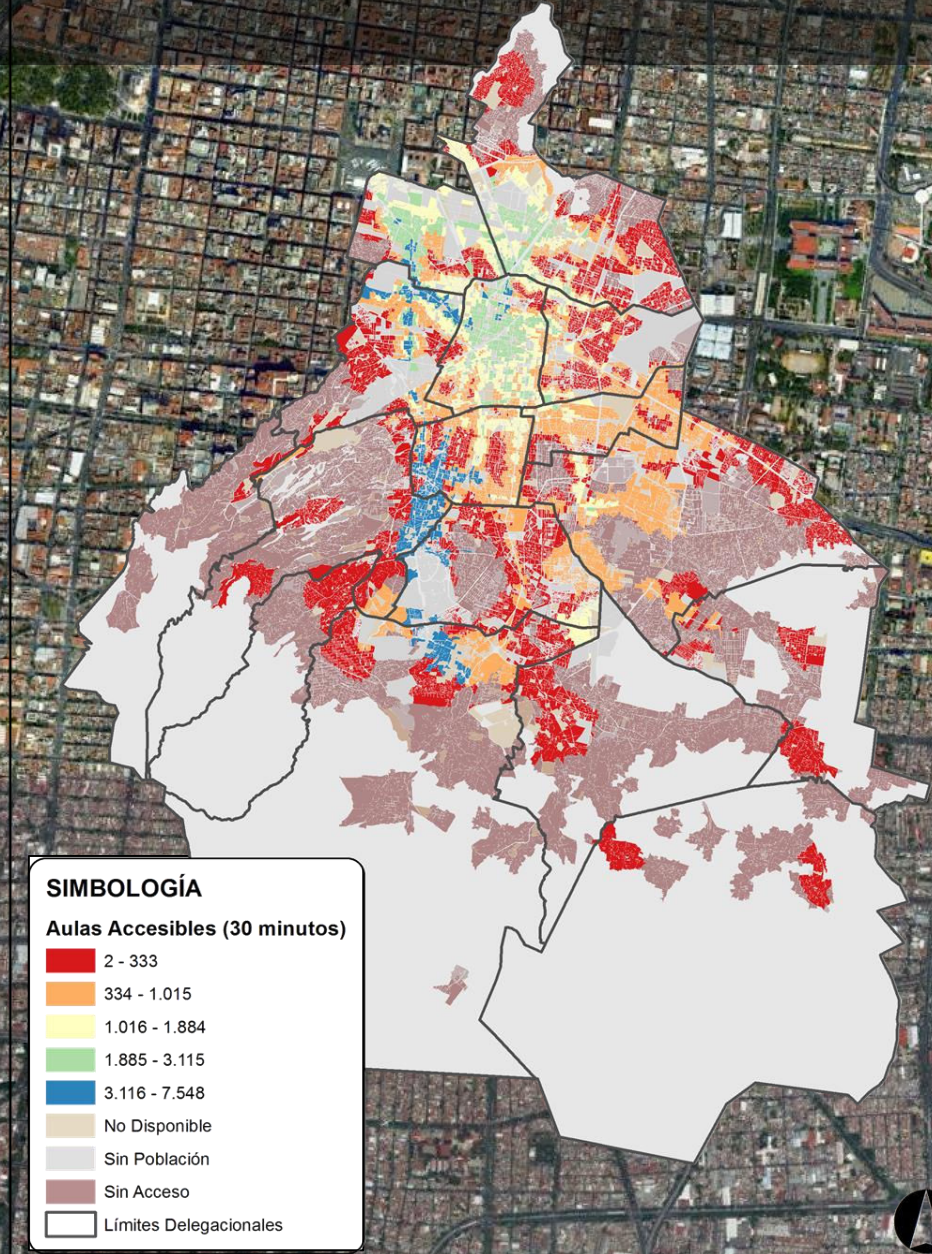 SIMBOLOGÍA
Aulas Accesibles (30 minutos)
2 - 333
334 - 1.015
1.016 - 1.884
1.885 - 3.115
3.116 - 7.548
No Disponible
Sin Población
Sin Acceso
Límites Delegacionales